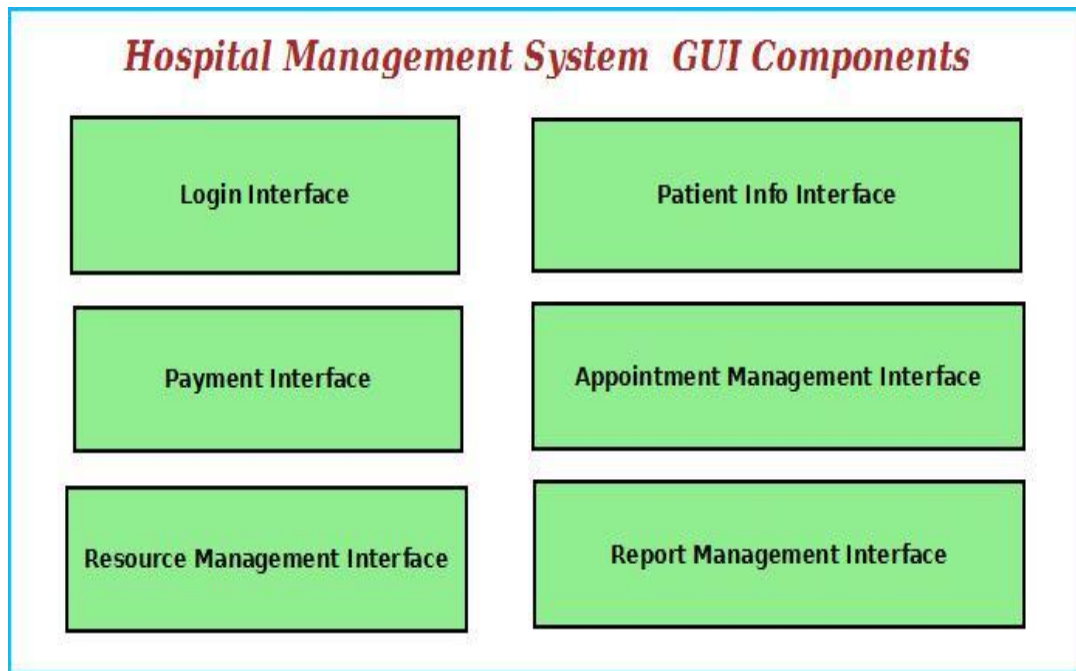 Hospital Management System GUI Components
Login Interface
Patient Info Interface
Payment Interface
Appointment Management Interface
Resource Management Interface
Report Management Interface